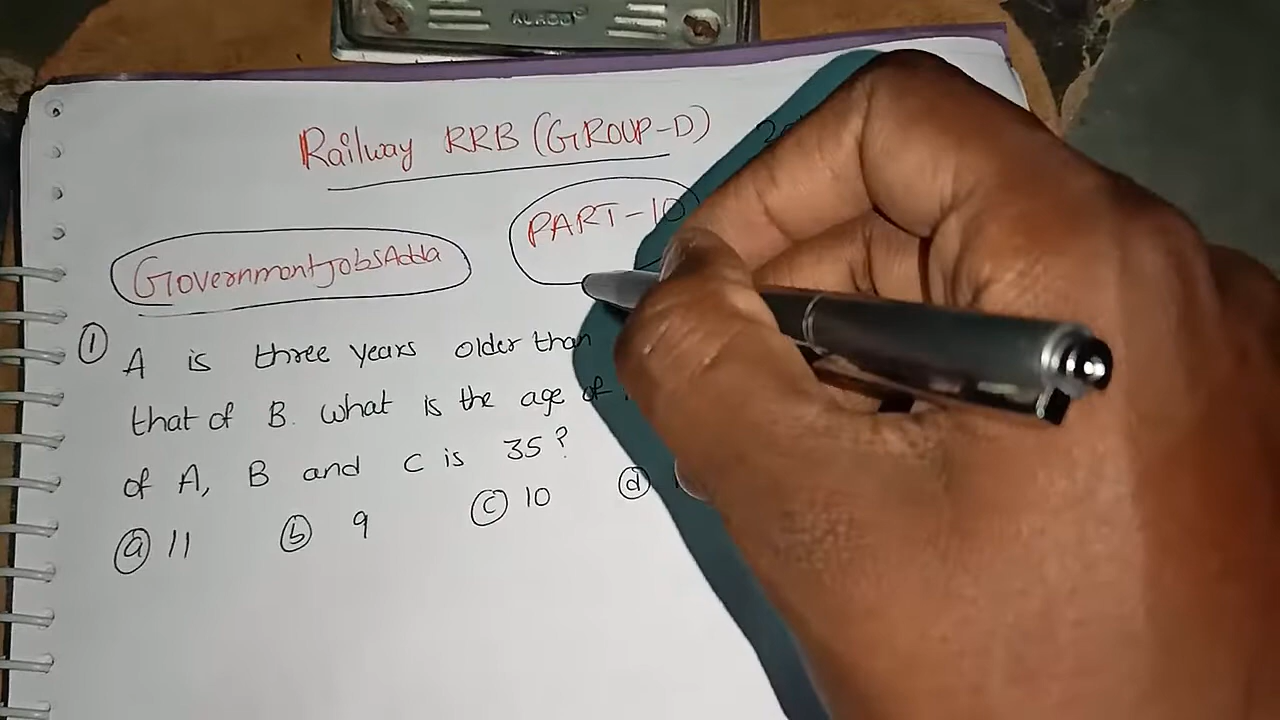 Railway RRB (GROUP-D)
PART-10
GovernmentJobsAdda
① A is three years older than
that of B. what is the age of
of A, B and C is 35?
ⓐ 11 ⓑ 9 ⓒ 10 ⓓ